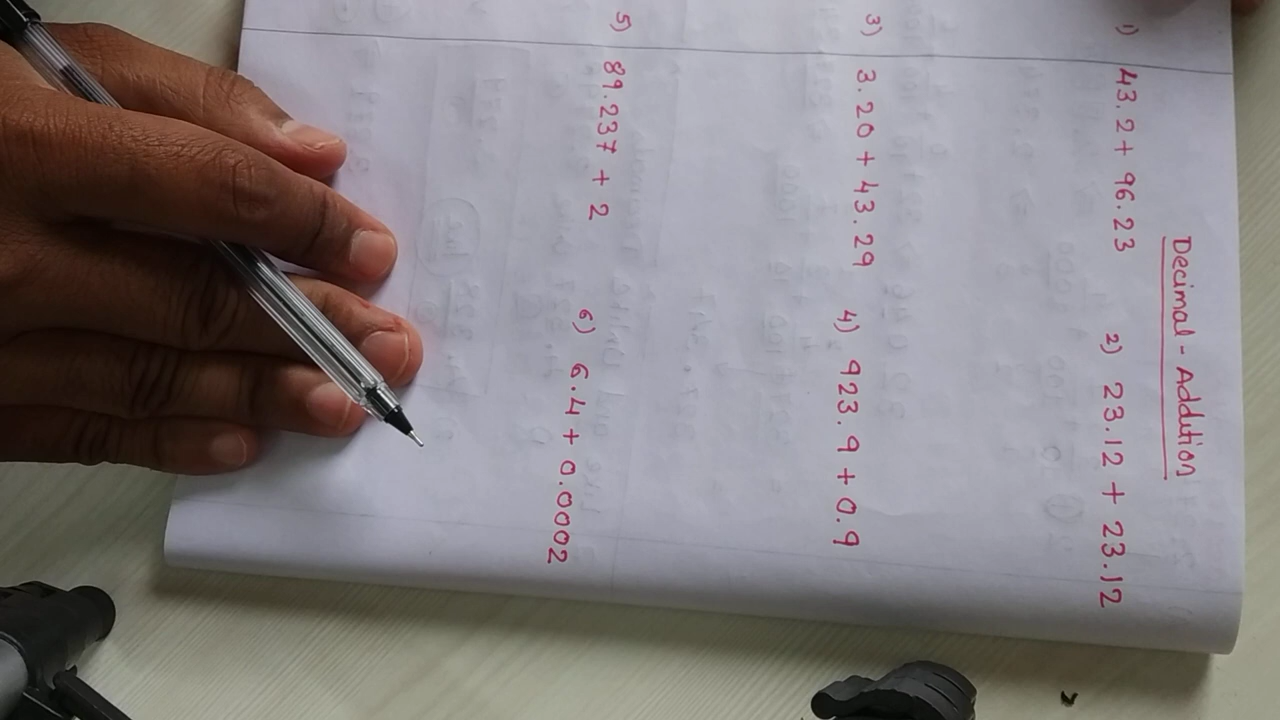 Decimal - Addition
1) 43.2 + 96.23 2) 23.12 + 23.12
3) 3.20 + 43.29 4) 923.9 + 0.9
5) 89.237 + 2 6) 6.4 + 0.0002